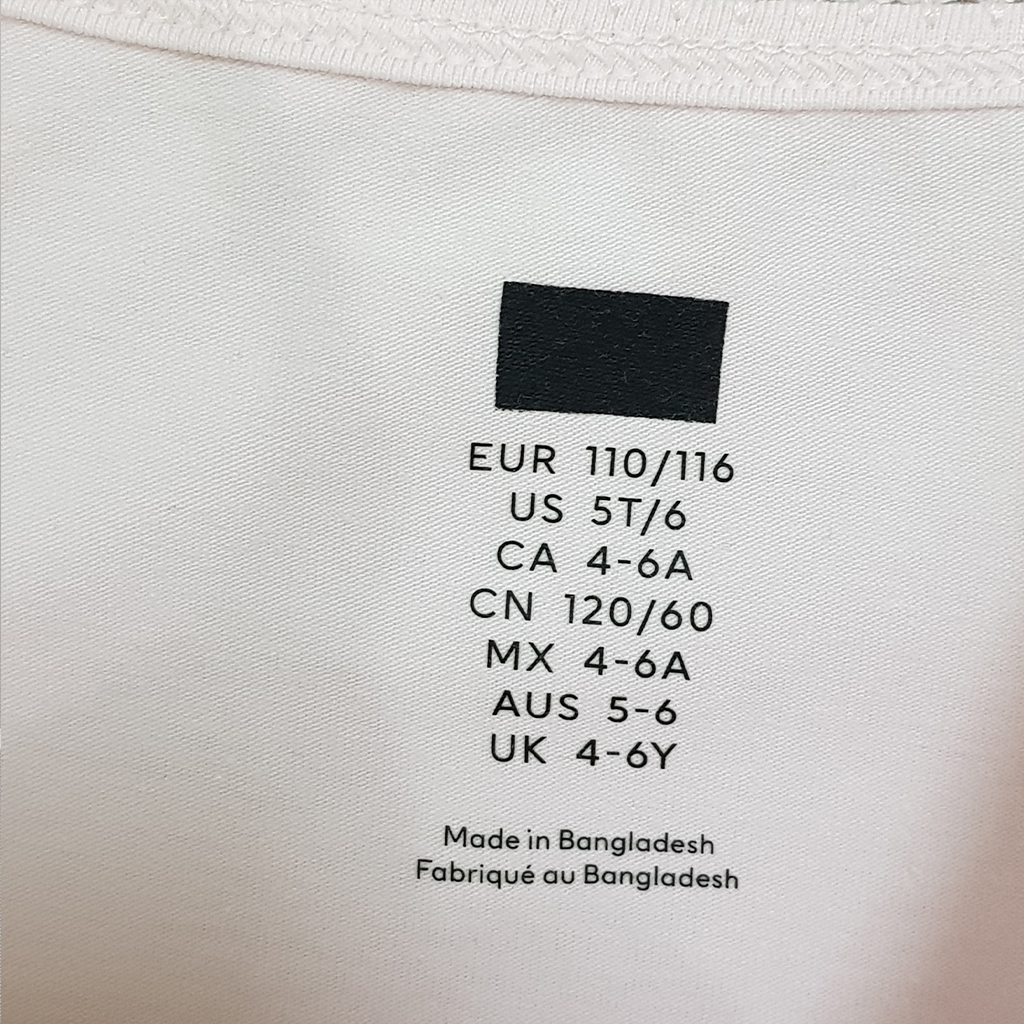 EUR 110/116
US 5T/6
CA 4-6A
CN 120/60
MX 4-6A
AUS 5-6
UK 4-6Y
Made in Bangladesh
Fabriqué au Bangladesh